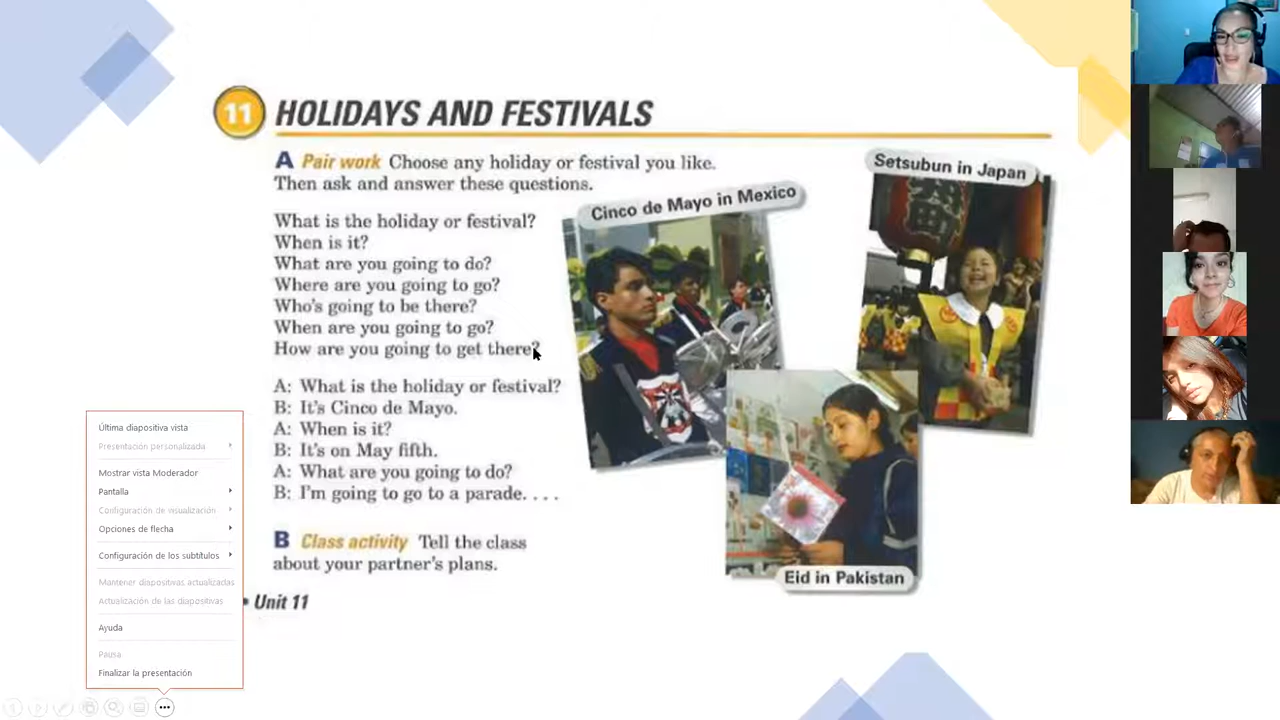 11 HOLIDAYS AND FESTIVALS
A Pair work Choose any holiday or festival you like.
Then ask and answer these questions.
What is the holiday or festival?
When is it?
What are you going to do?
Where are you going to go?
Who's going to be there?
When are you going to go?
How are you going to get there?
A: What is the holiday or festival?
B: It's Cinco de Mayo.
A: When is it?
B: It's on May fifth.
A: What are you going to do?
B: I'm going to go to a parade. . . .
B Class activity Tell the class
about your partner's plans.
• Unit 11
Cinco de Mayo in Mexico
Setsubun in Japan
Eid in Pakistan
Última diapositiva vista
Presentación personalizada
Mostrar vista Moderador
Pantalla
Configuración de visualización
Opciones de flecha
Configuración de los subtítulos
Mantener diapositivas actualizadas
Actualización de las diapositivas
Ayuda
Pausa
Finalizar la presentación